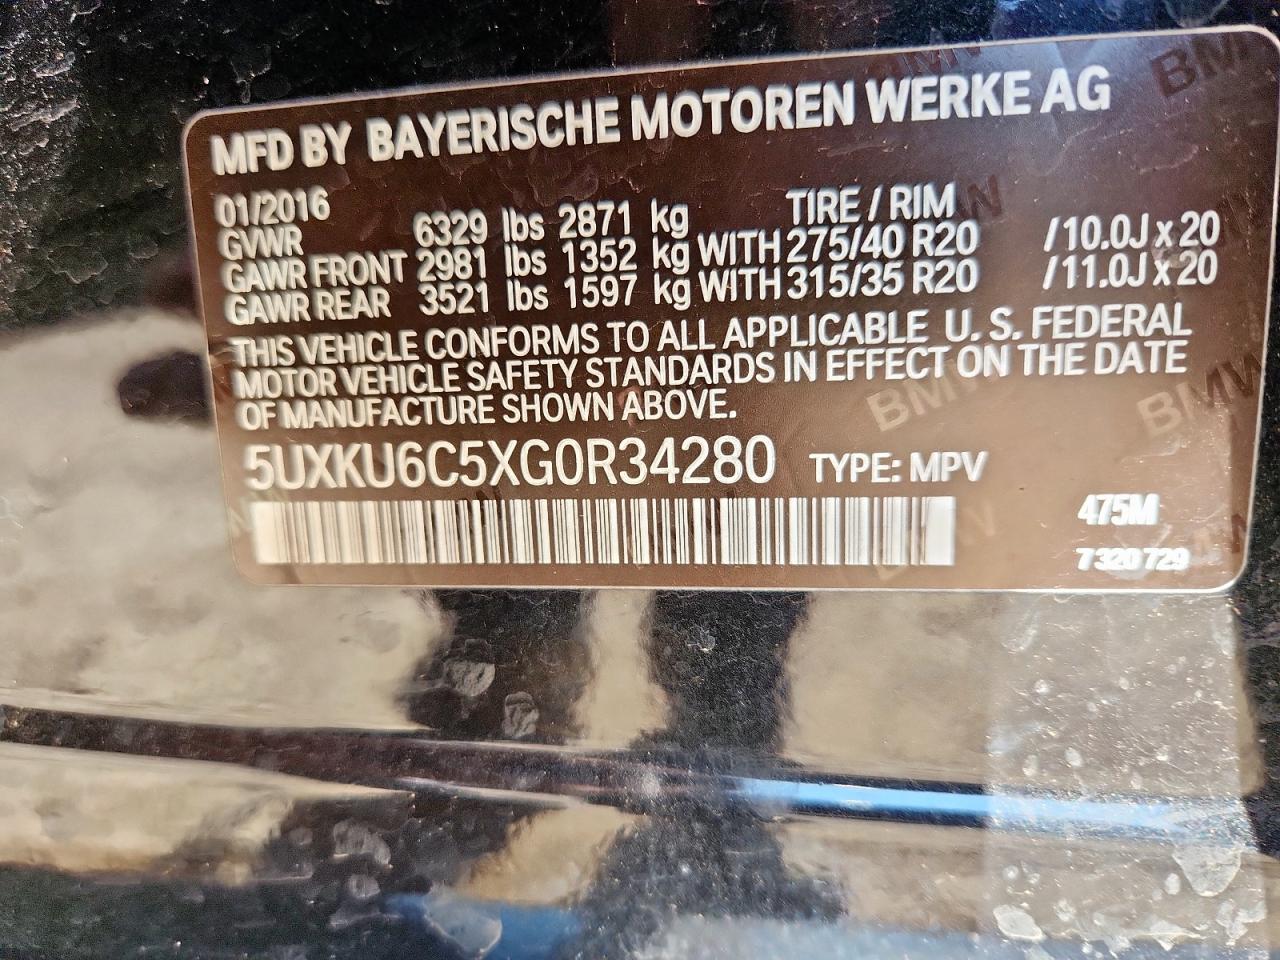 MFD BY BAYERISCHE MOTOREN WERKE AG
01/2016 TIRE / RIM
GVWR 6329 lbs 2871 kg
GAWR FRONT 2981 lbs 1352 kg WITH 275/40 R20 /10.0J x 20
GAWR REAR 3521 lbs 1597 kg WITH 315/35 R20 /11.0J x 20
THIS VEHICLE CONFORMS TO ALL APPLICABLE U. S. FEDERAL
MOTOR VEHICLE SAFETY STANDARDS IN EFFECT ON THE DATE
OF MANUFACTURE SHOWN ABOVE.
5UXKU6C5XG0R34280 TYPE: MPV
475M
7320729